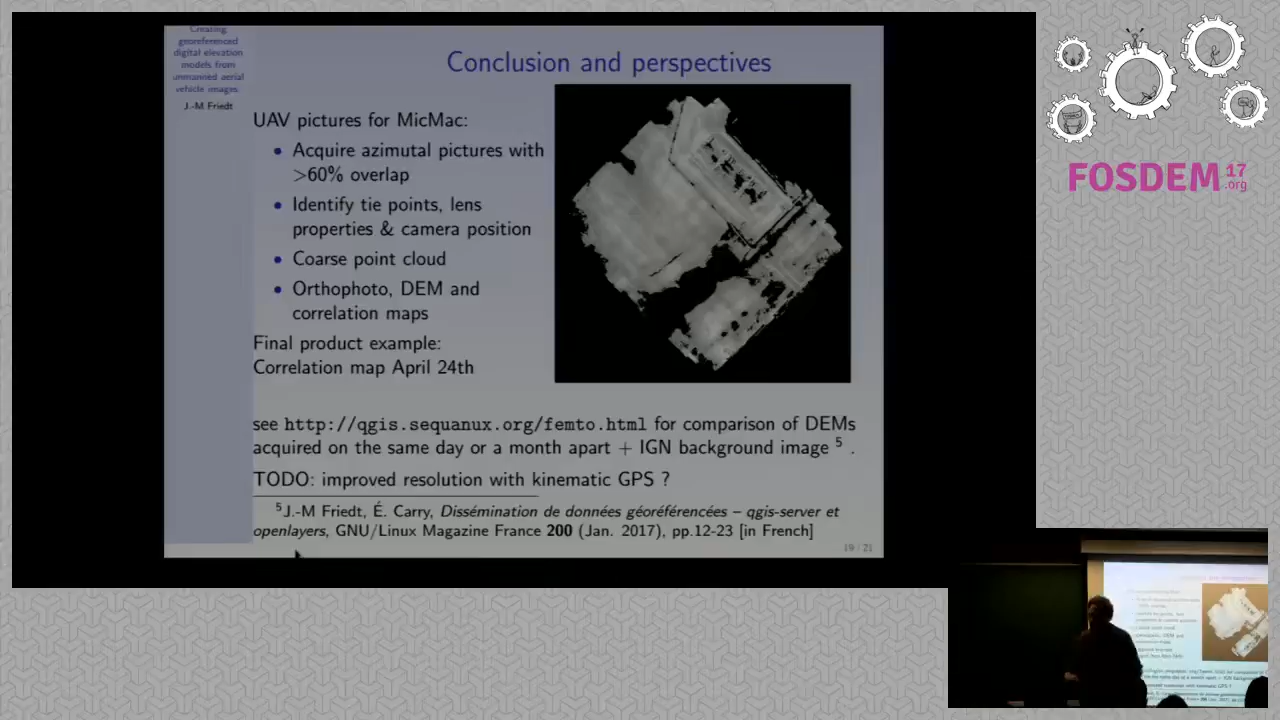 Creating
georeferenced
digital elevation
models from
unmanned aerial
vehicle images
J.-M Friedt
Conclusion and perspectives
UAV pictures for MicMac:
• Acquire azimutal pictures with
>60% overlap
• Identify tie points, lens
properties & camera position
• Coarse point cloud
• Orthophoto, DEM and
correlation maps
Final product example:
Correlation map April 24th
see http://qgis.sequanux.org/femto.html for comparison of DEMs
acquired on the same day or a month apart + IGN background image 5 .
TODO: improved resolution with kinematic GPS ?
5 J.-M Friedt, É. Carry, Dissémination de données géoréférencées – qgis-server et
openlayers, GNU/Linux Magazine France 200 (Jan. 2017), pp.12-23 [in French]
19 / 21
FOSDEM 17
.org